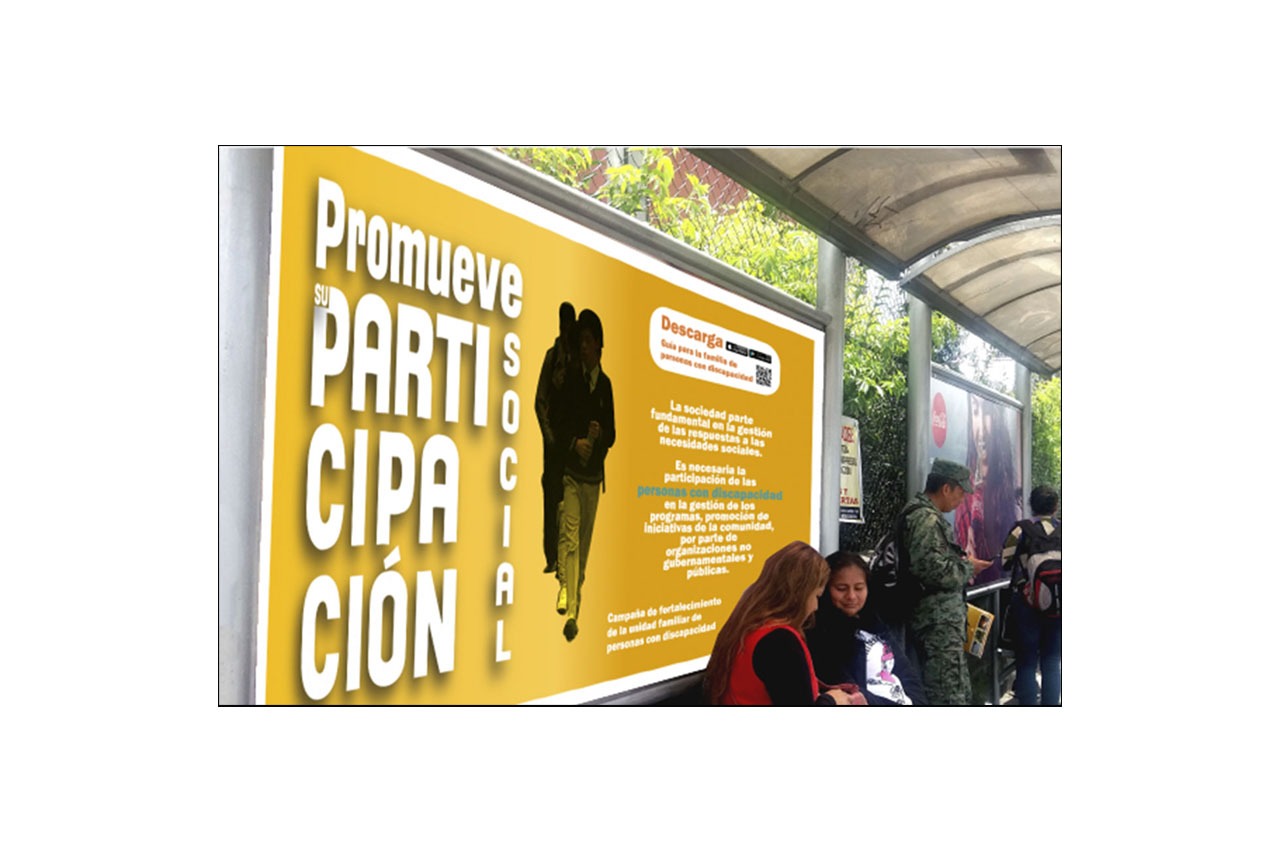 Promueve
SU
PARTI
CIPA
CIÓN
SOCIAL
Descarga
Guía para la familia de
personas con discapacidad
La sociedad parte
fundamental en la gestión
de las respuestas a las
necesidades sociales.
Es necesaria la
participación de las
personas con discapacidad
en la gestión de los
programas, promoción de
iniciativas de la comunidad,
por parte de
organizaciones no
gubernamentales y
públicas.
Campaña de fortalecimiento
de la unidad familiar de
personas con discapacidad